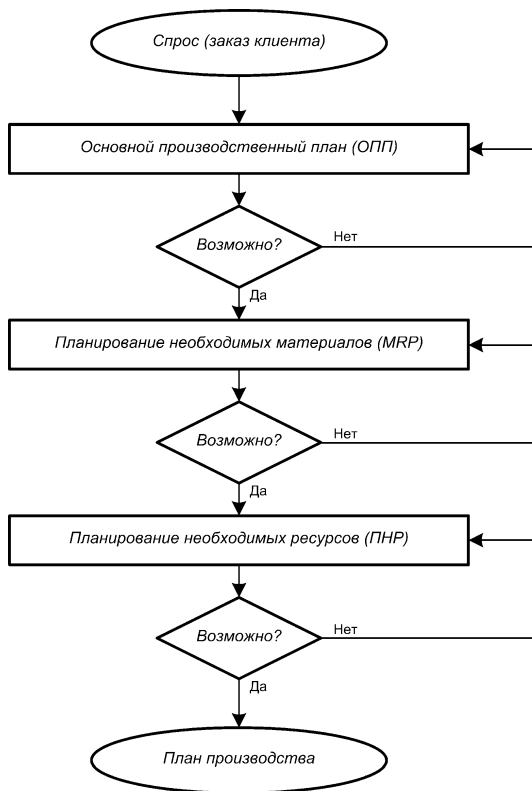 Спрос (заказ клиента)
Основной производственный план (ОПП)
Возможно?
Нет
Да
Планирование необходимых материалов (MRP)
Возможно?
Нет
Да
Планирование необходимых ресурсов (ПНР)
Возможно?
Нет
Да
План производства